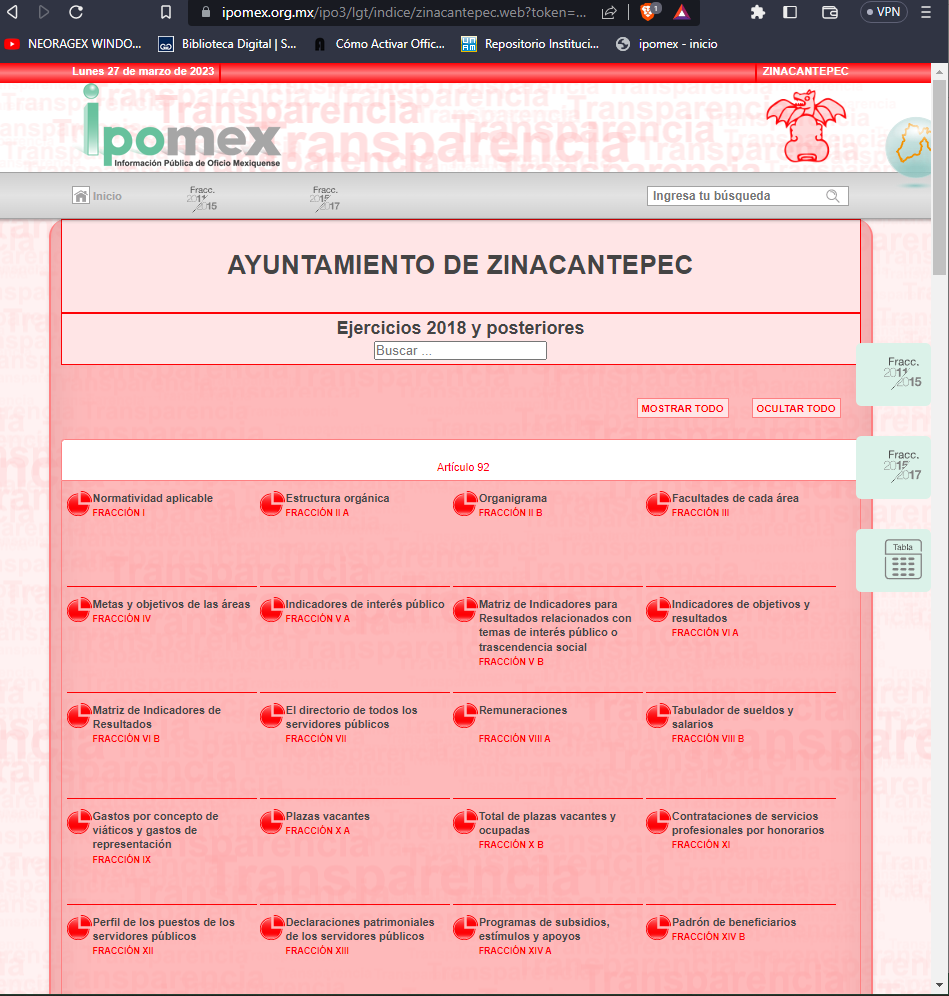 ipomex.org.mx/ipo3/lgt/indice/zinacantepec.web?token=...
1
VPN
NEORAGEX WINDO...
Biblioteca Digital | S...
Cómo Activar Offic...
Repositorio Instituci...
ipomex - inicio
Lunes 27 de marzo de 2023
ZINACANTEPEC
ipomex
Información Pública de Oficio Mexiquense
Transparencia
Inicio
Fracc.
2011
2015
Fracc.
2015
2017
Ingresa tu búsqueda
AYUNTAMIENTO DE ZINACANTEPEC
Ejercicios 2018 y posteriores
Buscar ...
Fracc.
2011
2015
MOSTRAR TODO
OCULTAR TODO
Fracc.
2015
2017
Artículo 92
Normatividad aplicable
FRACCIÓN I
Estructura orgánica
FRACCIÓN II A
Organigrama
FRACCIÓN II B
Facultades de cada área
FRACCIÓN III
Tabla
Metas y objetivos de las áreas
FRACCIÓN IV
Indicadores de interés público
FRACCIÓN V A
Matriz de Indicadores para
Resultados relacionados con
temas de interés público o
trascendencia social
FRACCIÓN V B
Indicadores de objetivos y
resultados
FRACCIÓN VI A
Matriz de Indicadores de
Resultados
FRACCIÓN VI B
El directorio de todos los
servidores públicos
FRACCIÓN VII
Remuneraciones
FRACCIÓN VIII A
Tabulador de sueldos y
salarios
FRACCIÓN VIII B
Gastos por concepto de
viáticos y gastos de
representación
FRACCIÓN IX
Plazas vacantes
FRACCIÓN X A
Total de plazas vacantes y
ocupadas
FRACCIÓN X B
Contrataciones de servicios
profesionales por honorarios
FRACCIÓN XI
Perfil de los puestos de los
servidores públicos
FRACCIÓN XII
Declaraciones patrimoniales
de los servidores públicos
FRACCIÓN XIII
Programas de subsidios,
estímulos y apoyos
FRACCIÓN XIV A
Padrón de beneficiarios
FRACCIÓN XIV B